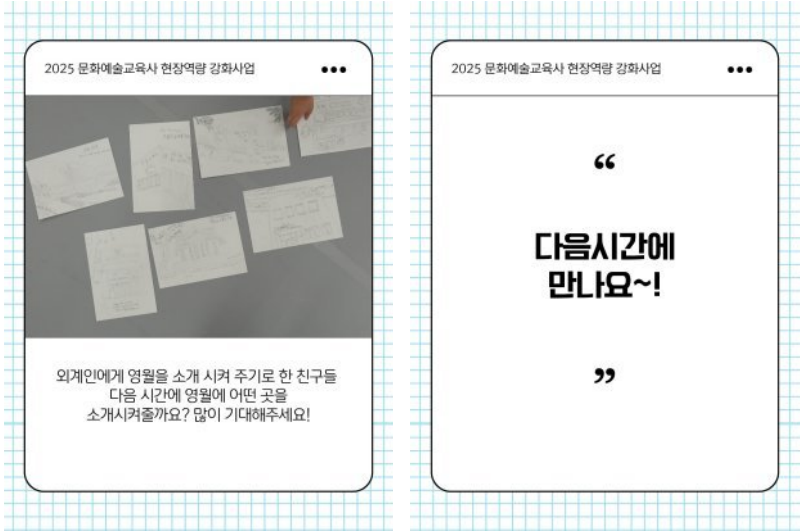 2025 문화예술교육사 현장역량 강화사업
외계인에게 영월을 소개 시켜 주기로 한 친구들
다음 시간에 영월에 어떤 곳을
소개시켜줄까요? 많이 기대해주세요!
2025 문화예술교육사 현장역량 강화사업
“
다음시간에
만나요~!
”